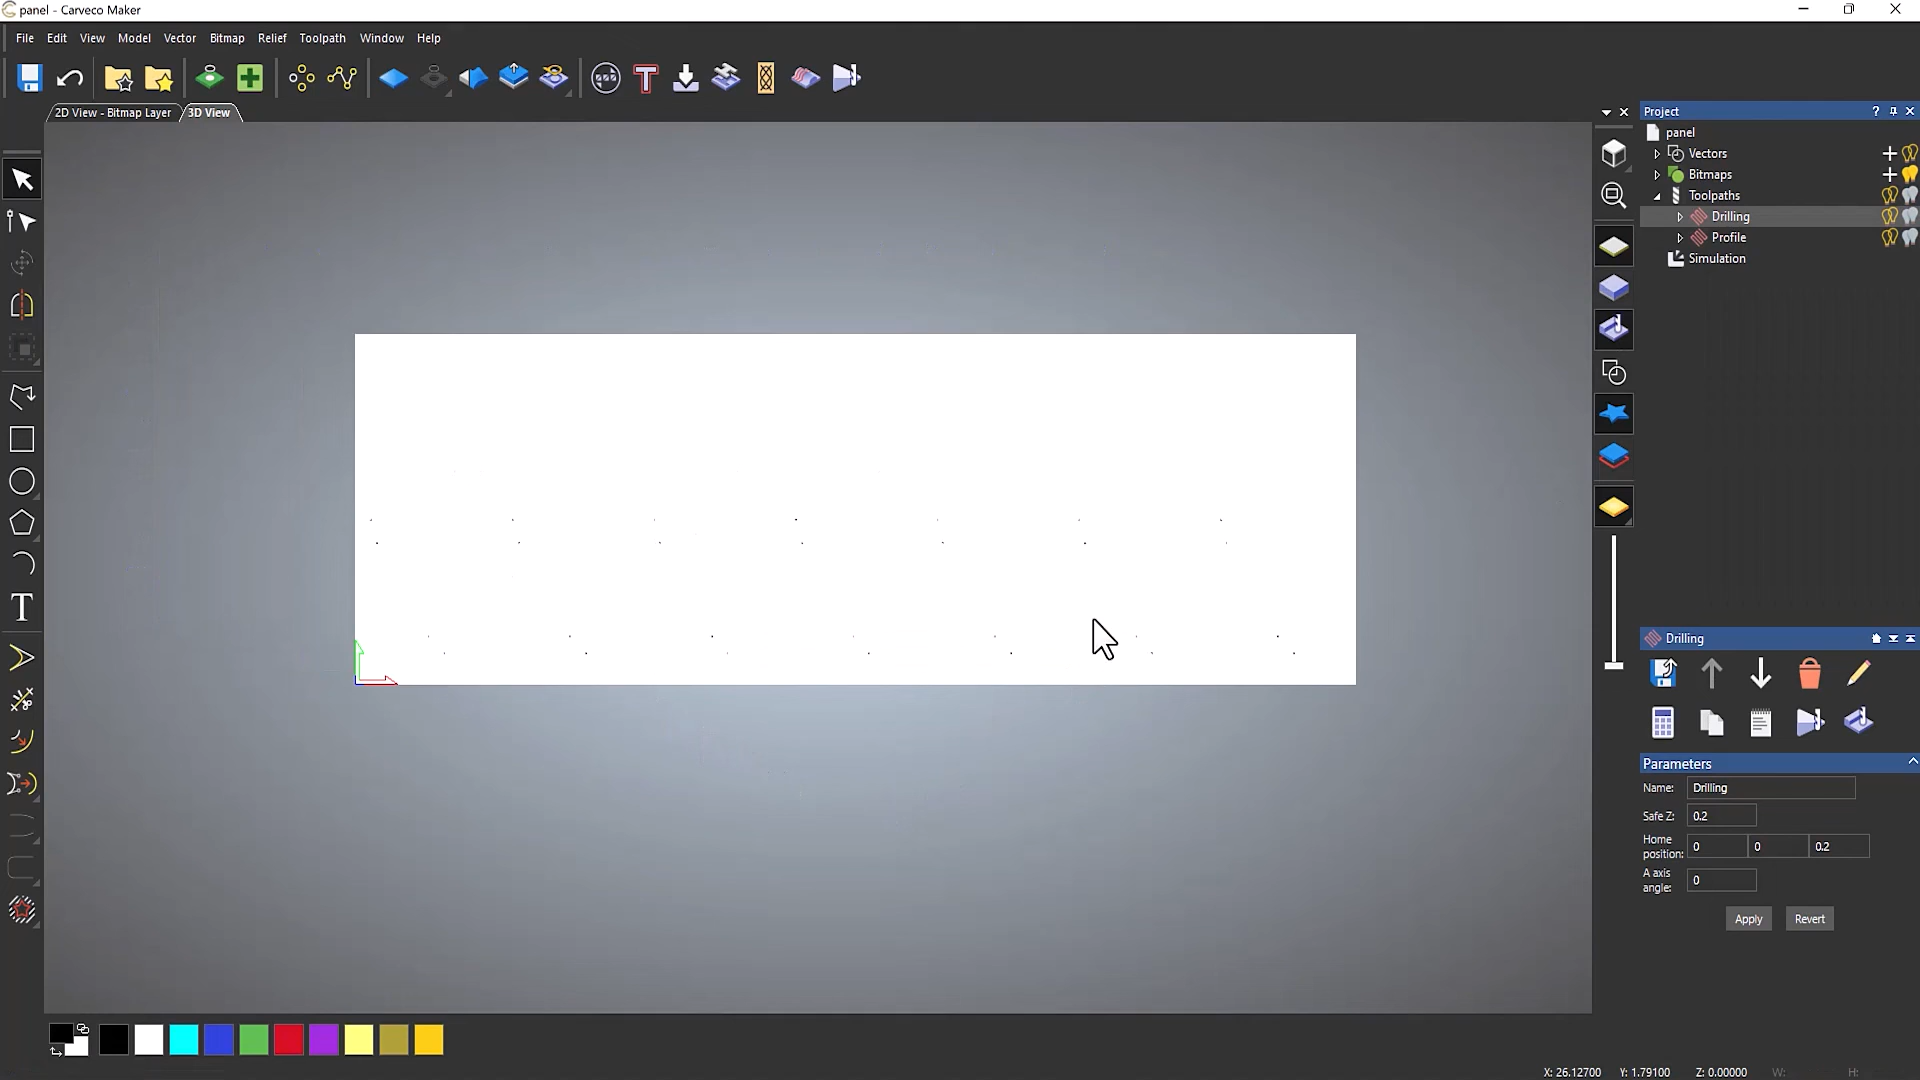 panel - Carveco Maker
File Edit View Model Vector Bitmap Relief Toolpath Window Help
2D View - Bitmap Layer 3D View
Project
panel
Vectors
Bitmaps
Toolpaths
Drilling
Profile
Simulation
Drilling
Parameters
Name: Drilling
Safe Z: 0.2
Home position: 0 0 0.2
A axis angle: 0
Apply Revert
X: 26.12700 Y: 1.79100 Z: 0.00000 W: H: